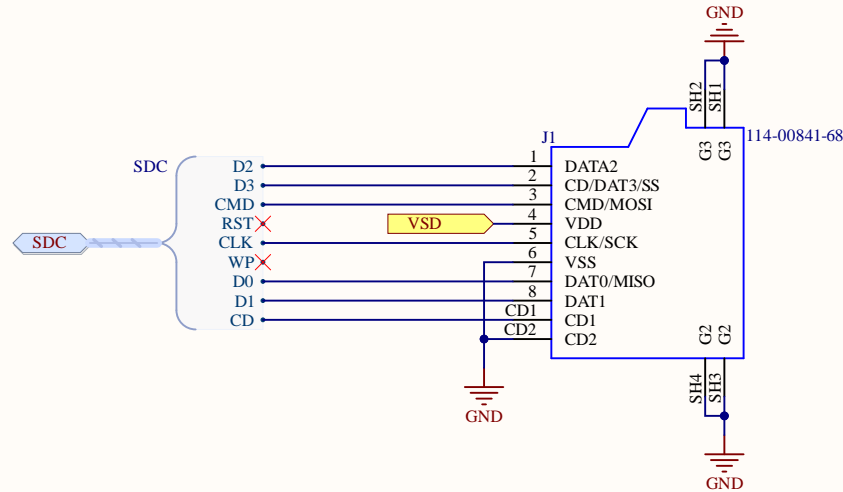 GND
SH2
SH1
J1
114-00841-68
G3
G3
SDC
D2
1
DATA2
D3
2
CD/DAT3/SS
CMD
3
CMD/MOSI
RST
VSD
4
VDD
SDC
CLK
5
CLK/SCK
WP
6
VSS
D0
7
DAT0/MISO
D1
8
DAT1
CD
CD1
CD1
CD2
CD2
G2
G2
SH4
SH3
GND
GND